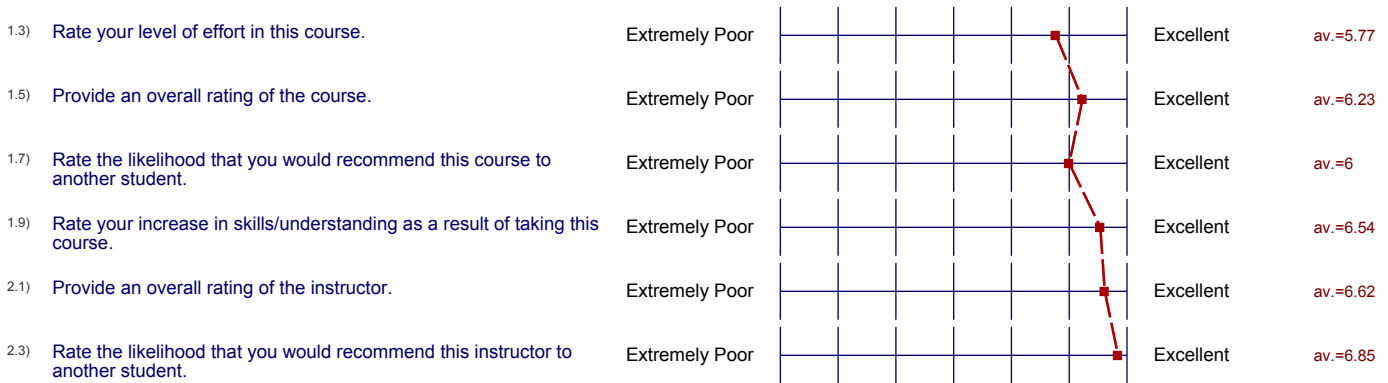 1.3) Rate your level of effort in this course. Extremely Poor Excellent av.=5.77
1.5) Provide an overall rating of the course. Extremely Poor Excellent av.=6.23
1.7) Rate the likelihood that you would recommend this course to
another student. Extremely Poor Excellent av.=6
1.9) Rate your increase in skills/understanding as a result of taking this
course. Extremely Poor Excellent av.=6.54
2.1) Provide an overall rating of the instructor. Extremely Poor Excellent av.=6.62
2.3) Rate the likelihood that you would recommend this instructor to
another student. Extremely Poor Excellent av.=6.85